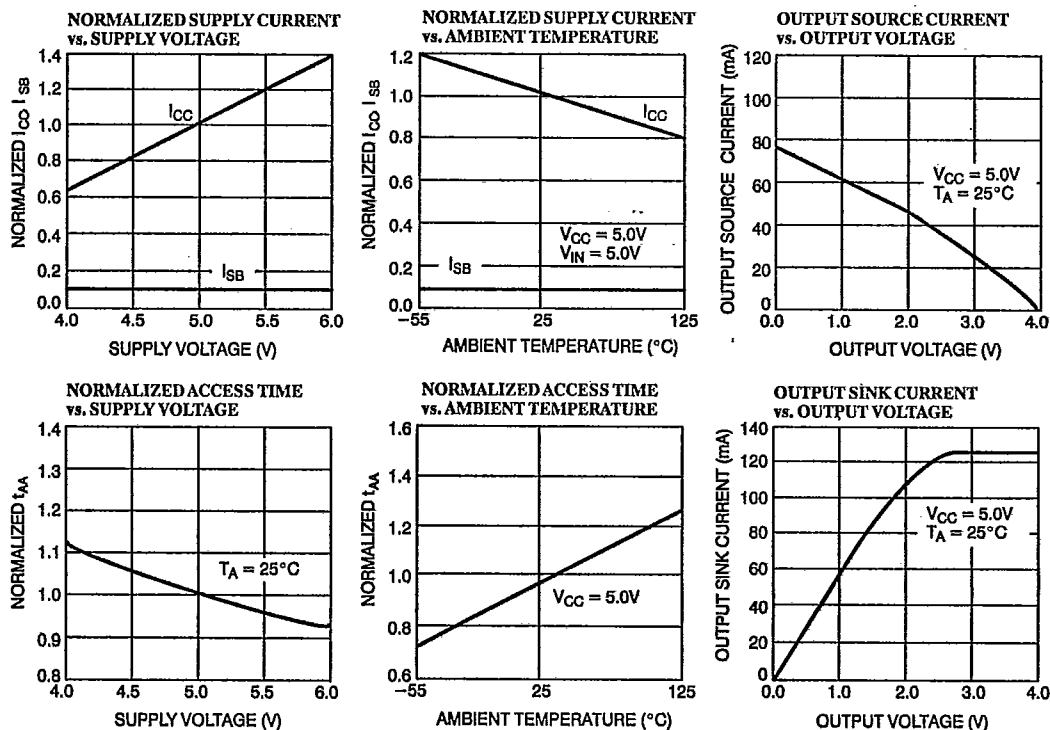 NORMALIZED SUPPLY CURRENT
vs. SUPPLY VOLTAGE
1.4
1.2
1.0
0.8
0.6
0.4
0.2
0.0
NORMALIZED ICC, ISB
ICC
ISB
4.0 4.5 5.0 5.5 6.0
SUPPLY VOLTAGE (V)
NORMALIZED SUPPLY CURRENT
vs. AMBIENT TEMPERATURE
1.2
1.0
0.8
0.6
0.4
0.2
0.0
NORMALIZED ICC, ISB
ICC
VCC = 5.0V
VIN = 5.0V
ISB
−55 25 125
AMBIENT TEMPERATURE (°C)
OUTPUT SOURCE CURRENT
vs. OUTPUT VOLTAGE
120
100
80
60
40
20
0
OUTPUT SOURCE CURRENT (mA)
VCC = 5.0V
TA = 25°C
0.0 1.0 2.0 3.0 4.0
OUTPUT VOLTAGE (V)
NORMALIZED ACCESS TIME
vs. SUPPLY VOLTAGE
1.4
1.3
1.2
1.1
1.0
0.9
0.8
NORMALIZED tAA
TA = 25°C
4.0 4.5 5.0 5.5 6.0
SUPPLY VOLTAGE (V)
NORMALIZED ACCESS TIME
vs. AMBIENT TEMPERATURE
1.6
1.4
1.2
1.0
0.8
0.6
NORMALIZED tAA
VCC = 5.0V
−55 25 125
AMBIENT TEMPERATURE (°C)
OUTPUT SINK CURRENT
vs. OUTPUT VOLTAGE
140
120
100
80
60
40
20
0
OUTPUT SINK CURRENT (mA)
VCC = 5.0V
TA = 25°C
0.0 1.0 2.0 3.0 4.0
OUTPUT VOLTAGE (V)